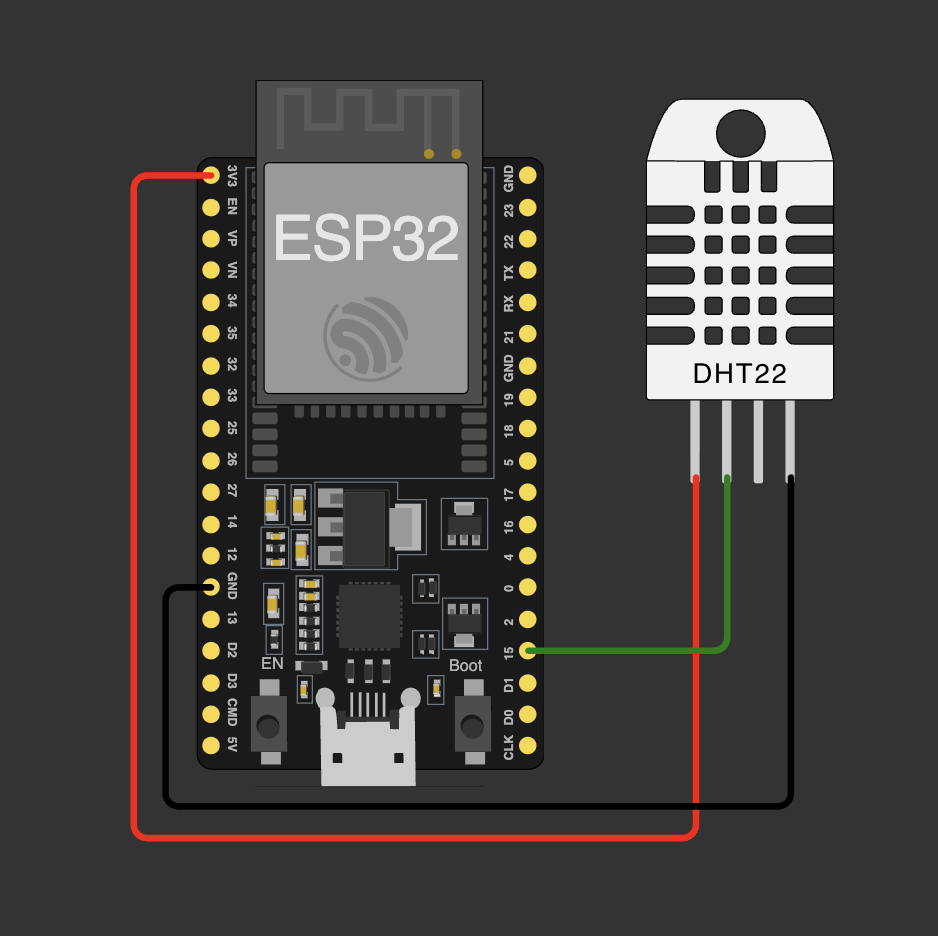 ESP32
3V3
EN
VP
VN
34
35
32
33
25
26
27
14
12
GND
13
D2
D3
CMD
5V
GND
23
22
TX
RX
21
GND
19
18
5
17
16
4
0
2
15
D1
D0
CLK
EN
Boot
DHT22